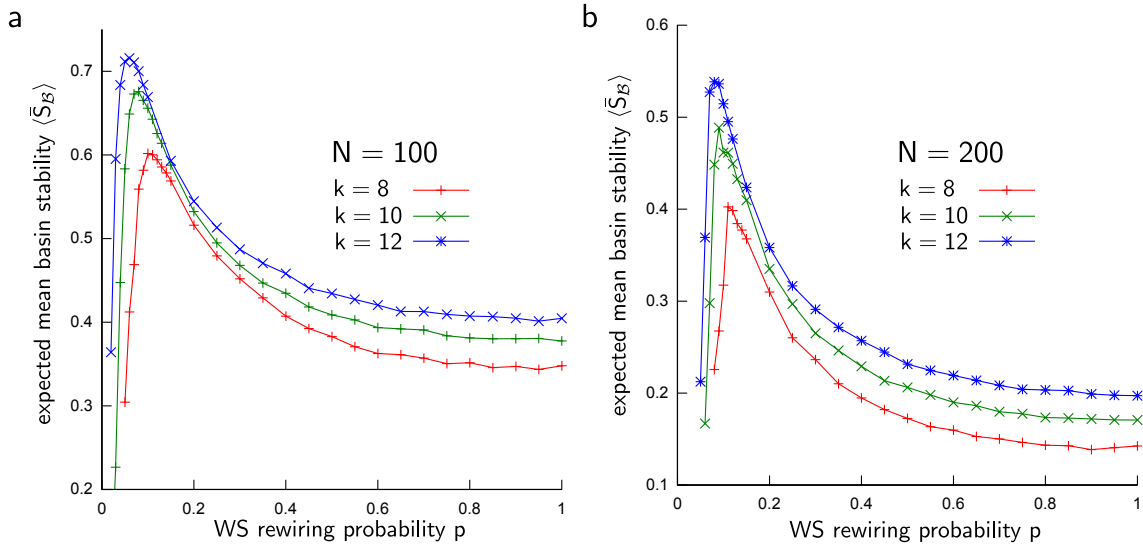 a
expected mean basin stability ⟨S̄_ℬ⟩
0.7
0.6
0.5
0.4
0.3
0.2
0
0.2
0.4
0.6
0.8
1
WS rewiring probability p
N = 100
k = 8
k = 10
k = 12
b
expected mean basin stability ⟨S̄_ℬ⟩
0.6
0.5
0.4
0.3
0.2
0.1
0
0.2
0.4
0.6
0.8
1
WS rewiring probability p
N = 200
k = 8
k = 10
k = 12